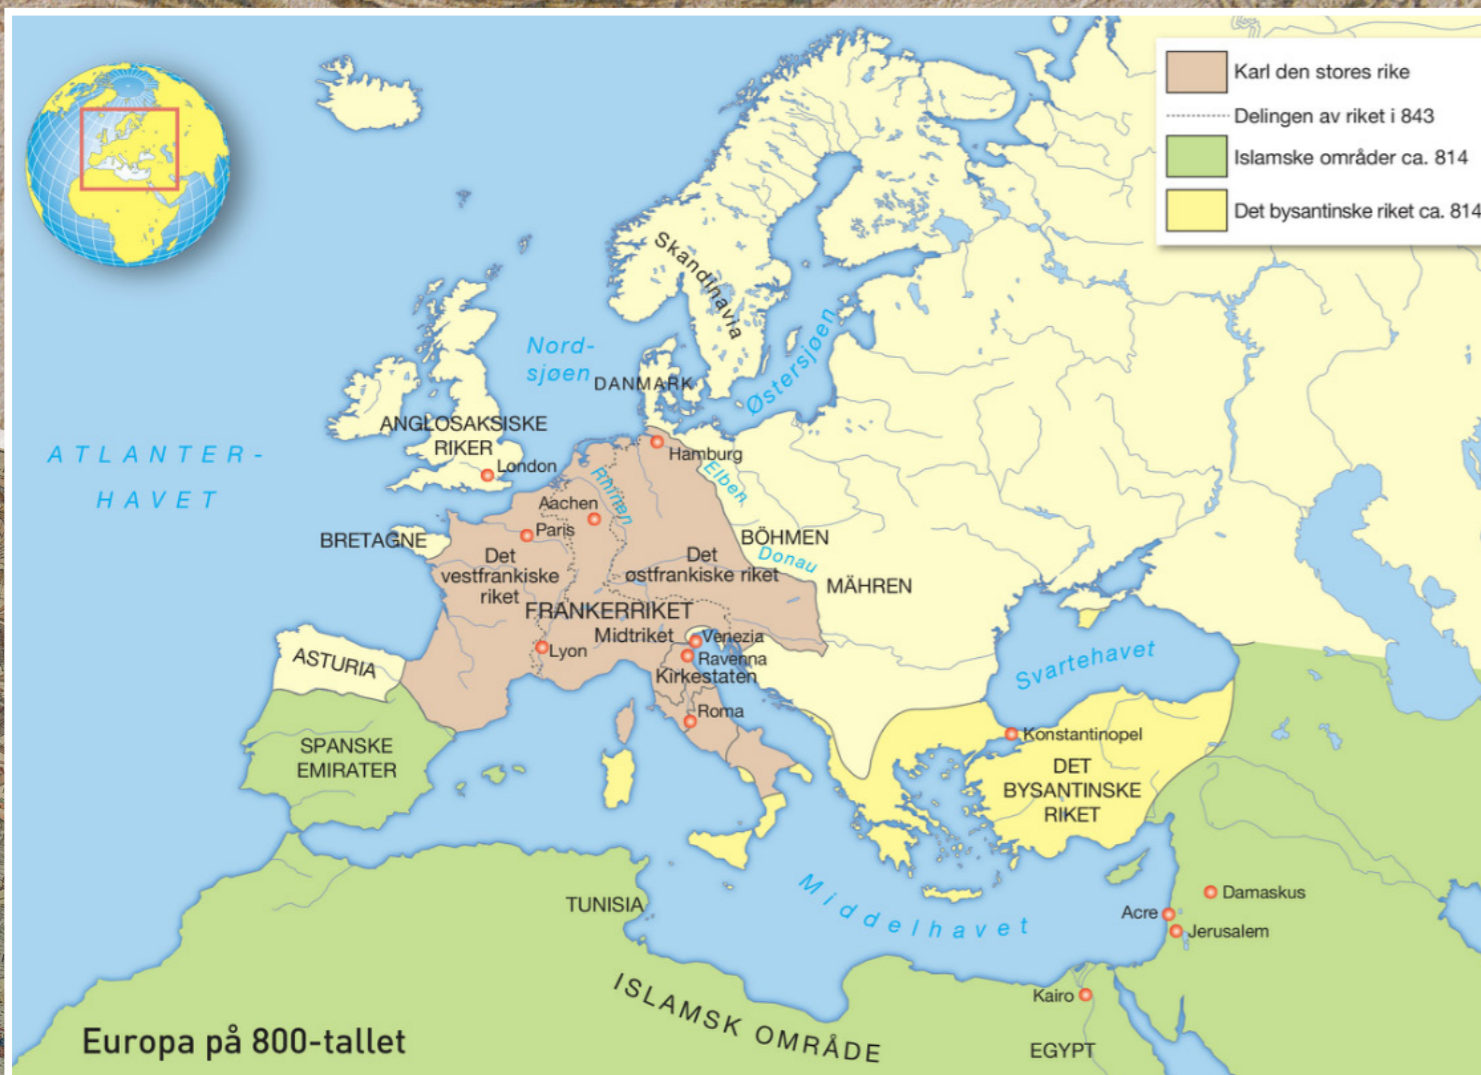 Karl den stores rike
Delingen av riket i 843
Islamske områder ca. 814
Det bysantinske riket ca. 814
Skandinavia
Nord-
sjøen
Østersjøen
DANMARK
ANGLOSAKSISKE
RIKER
London
Hamburg
Elben
Rhinen
ATLANTER-
HAVET
Aachen
Paris
BRETAGNE
BÖHMEN
Donau
MÄHREN
Det
vestfrankiske
riket
Det
østfrankiske riket
FRANKERRIKET
Midtriket
Venezia
Lyon
Ravenna
Kirkestaten
Roma
ASTURIA
SPANSKE
EMIRATER
Svartehavet
Konstantinopel
DET
BYSANTINSKE
RIKET
Middelhavet
TUNISIA
Damaskus
Acre
Jerusalem
Kairo
ISLAMSK OMRÅDE
EGYPT
Europa på 800-tallet